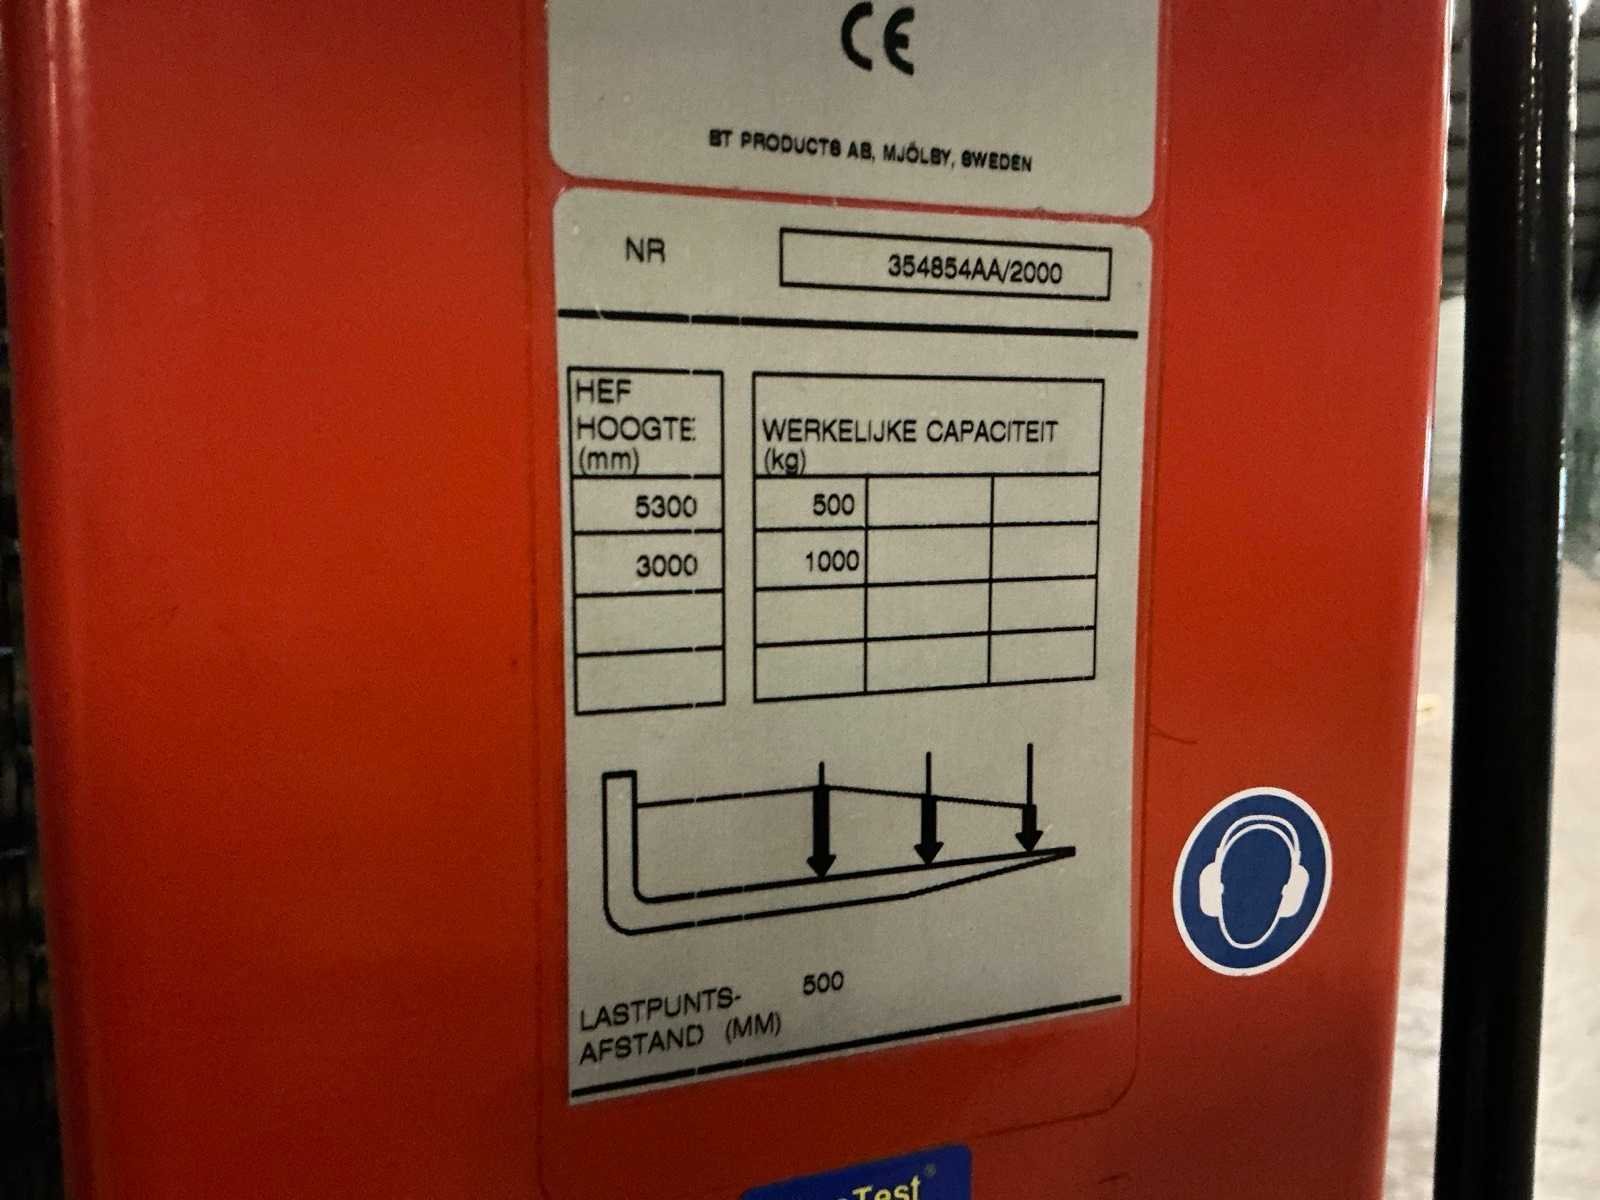 CE
BT PRODUCTS AB, MJÖLBY, SWEDEN
NR 354854AA/2000
HEF
HOOGTE
(mm)
WERKELIJKE CAPACITEIT
(kg)
5300 500
3000 1000
LASTPUNTS- 500
AFSTAND (MM)
Test®